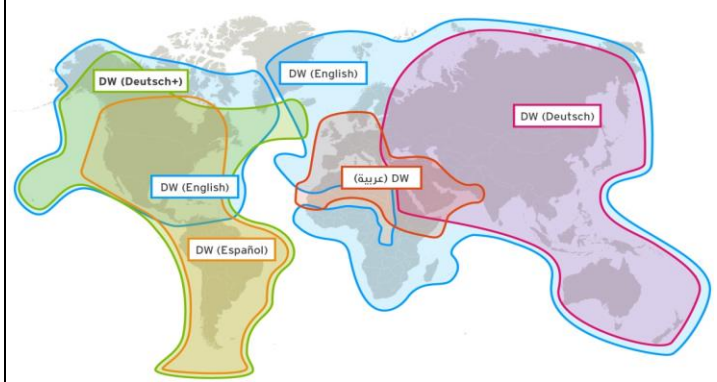 DW (English)
DW (Deutsch+)
DW (Deutsch)
DW (عربية)
DW (English)
DW (Español)